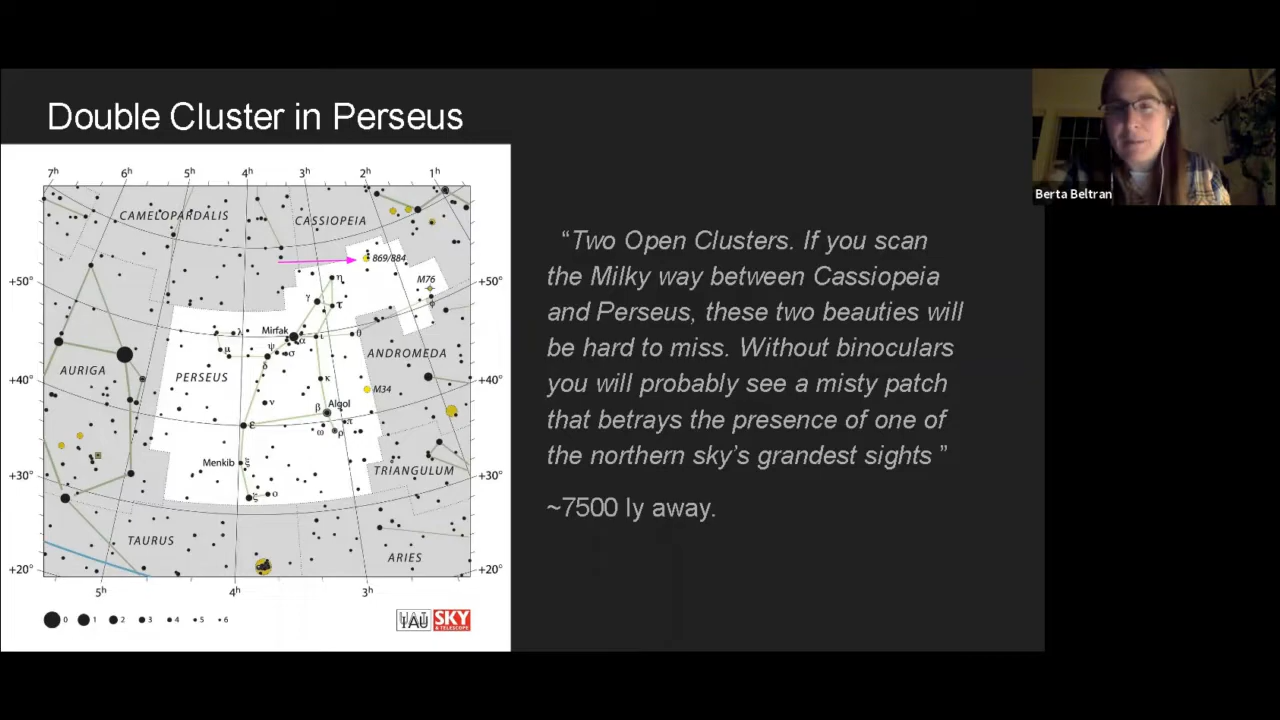 Double Cluster in Perseus
Berta Beltran
7h 6h 5h 4h 3h 2h 1h
CAMELOPARDALIS
CASSIOPEIA
869/884
+50° +50°
M76
η
γ τ φ
Mirfak
λ α ι θ
μ ψ σ
δ
ANDROMEDA
AURIGA
PERSEUS
+40° κ +40°
M34
ν β Algol
ε ω ρ π
Menkib ξ
TRIANGULUM
+30° +30°
ζ ο
TAURUS
ARIES
+20° +20°
5h 4h 3h
0 1 2 3 4 5 6
IAU SKY
& TELESCOPE
“Two Open Clusters. If you scan
the Milky way between Cassiopeia
and Perseus, these two beauties will
be hard to miss. Without binoculars
you will probably see a misty patch
that betrays the presence of one of
the northern sky’s grandest sights ”
~7500 ly away.